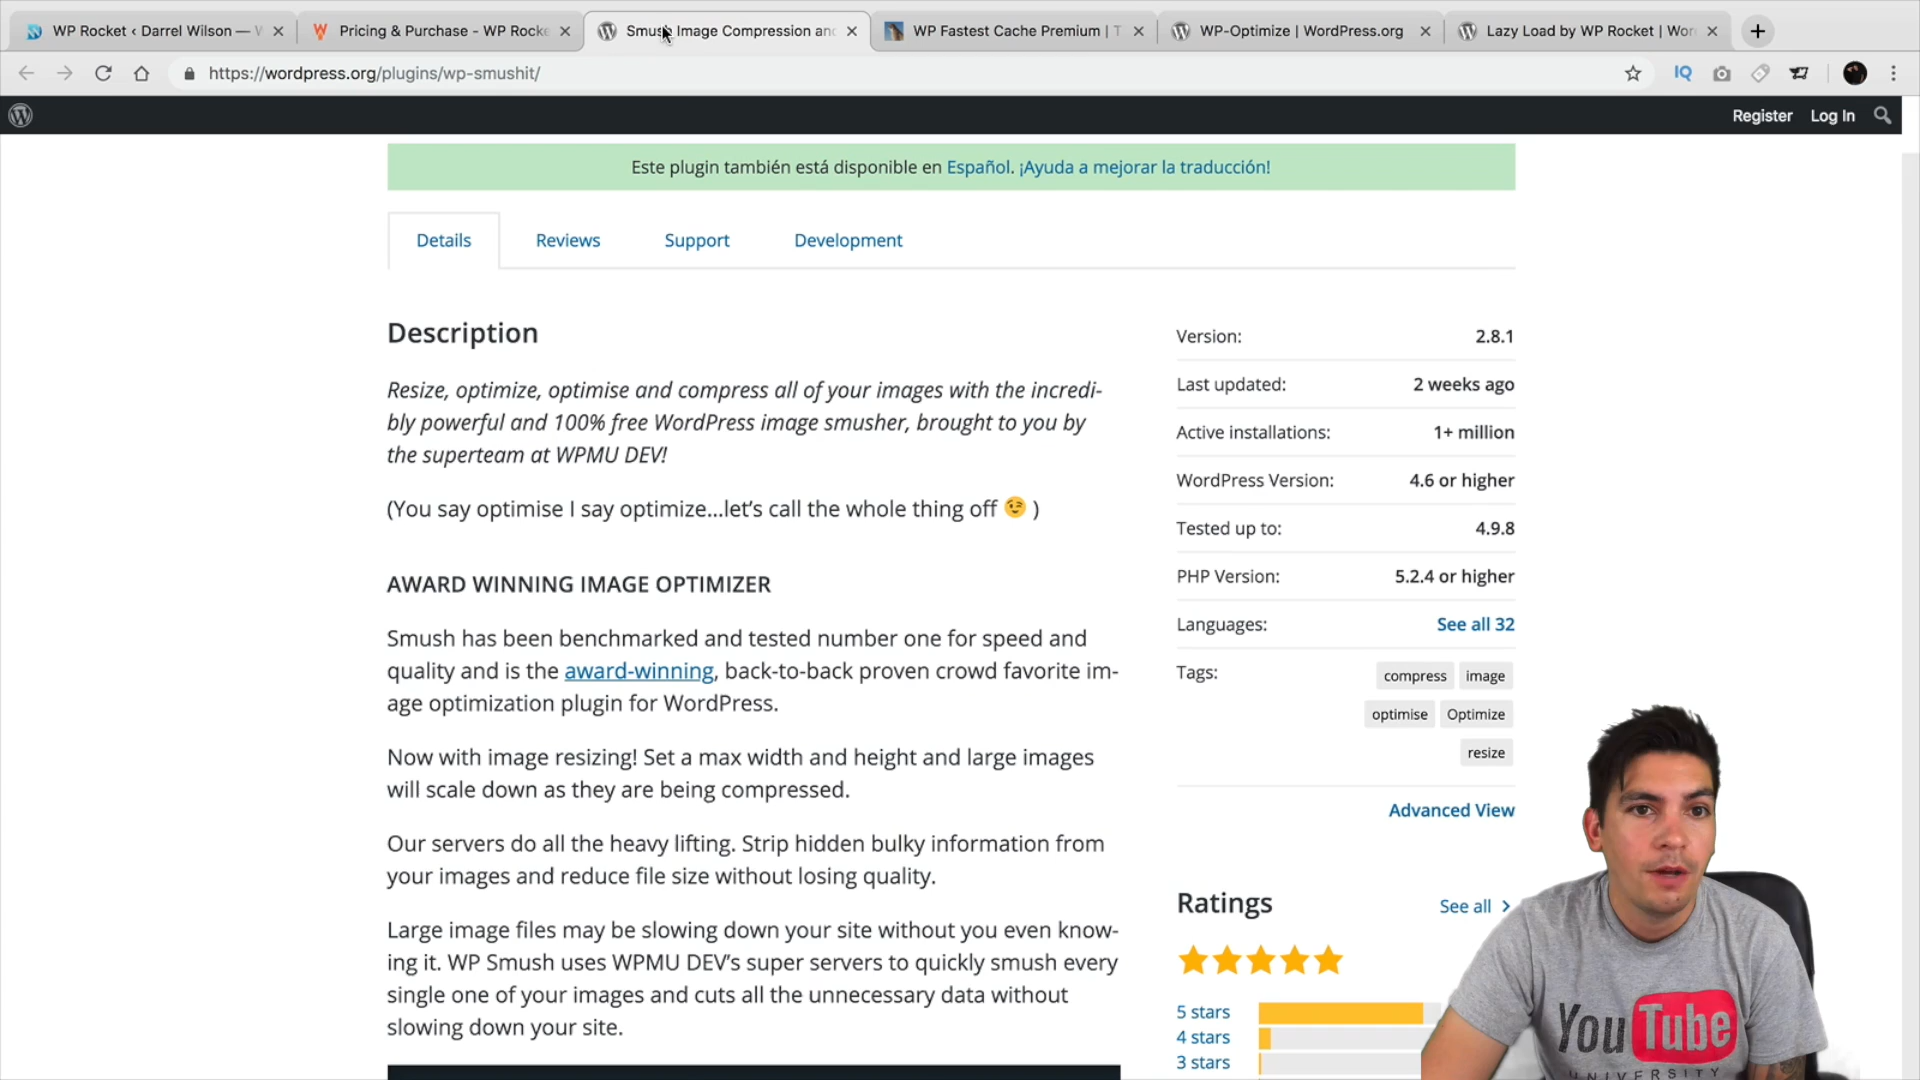 WP Rocket ‹ Darrel Wilson —
Pricing & Purchase - WP Rocke
Smush Image Compression and
WP Fastest Cache Premium | T
WP-Optimize | WordPress.org
Lazy Load by WP Rocket | Wor
https://wordpress.org/plugins/wp-smushit/
IQ
Register Log In
Este plugin también está disponible en Español. ¡Ayuda a mejorar la traducción!
Details Reviews Support Development
Description
Resize, optimize, optimise and compress all of your images with the incredi-
bly powerful and 100% free WordPress image smusher, brought to you by
the superteam at WPMU DEV!
(You say optimise I say optimize…let’s call the whole thing off 😉 )
AWARD WINNING IMAGE OPTIMIZER
Smush has been benchmarked and tested number one for speed and
quality and is the award-winning, back-to-back proven crowd favorite im-
age optimization plugin for WordPress.
Now with image resizing! Set a max width and height and large images
will scale down as they are being compressed.
Our servers do all the heavy lifting. Strip hidden bulky information from
your images and reduce file size without losing quality.
Large image files may be slowing down your site without you even know-
ing it. WP Smush uses WPMU DEV’s super servers to quickly smush every
single one of your images and cuts all the unnecessary data without
slowing down your site.
Version: 2.8.1
Last updated: 2 weeks ago
Active installations: 1+ million
WordPress Version: 4.6 or higher
Tested up to: 4.9.8
PHP Version: 5.2.4 or higher
Languages: See all 32
Tags: compress image
optimise Optimize
resize
Advanced View
Ratings See all
5 stars
4 stars
3 stars
YouTube
UNIVERSITY